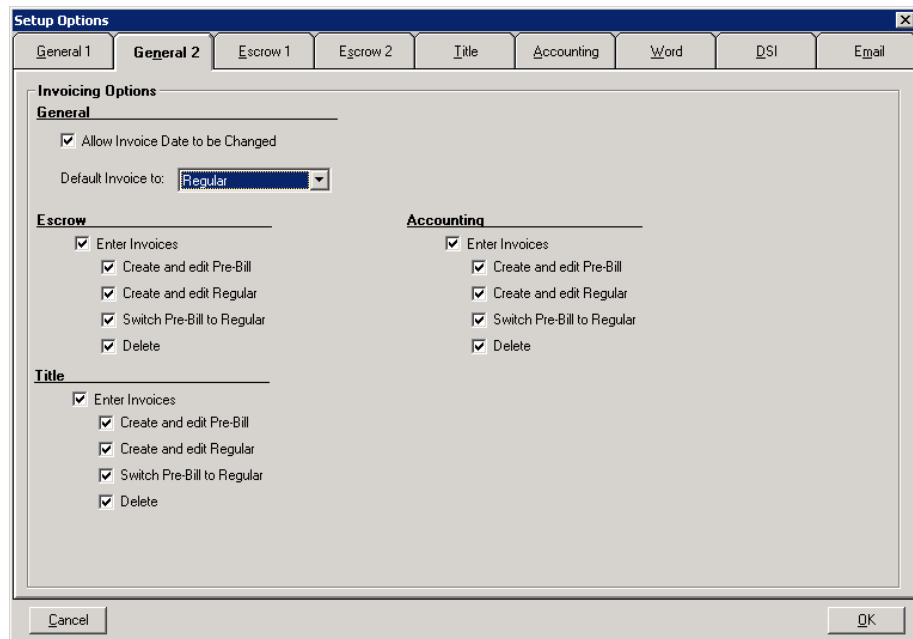 Setup Options
General 1 General 2 Escrow 1 Escrow 2 Title Accounting Word DSI Email
Invoicing Options
General
Allow Invoice Date to be Changed
Default Invoice to: Regular
Escrow
Enter Invoices
Create and edit Pre-Bill
Create and edit Regular
Switch Pre-Bill to Regular
Delete
Accounting
Enter Invoices
Create and edit Pre-Bill
Create and edit Regular
Switch Pre-Bill to Regular
Delete
Title
Enter Invoices
Create and edit Pre-Bill
Create and edit Regular
Switch Pre-Bill to Regular
Delete
Cancel OK